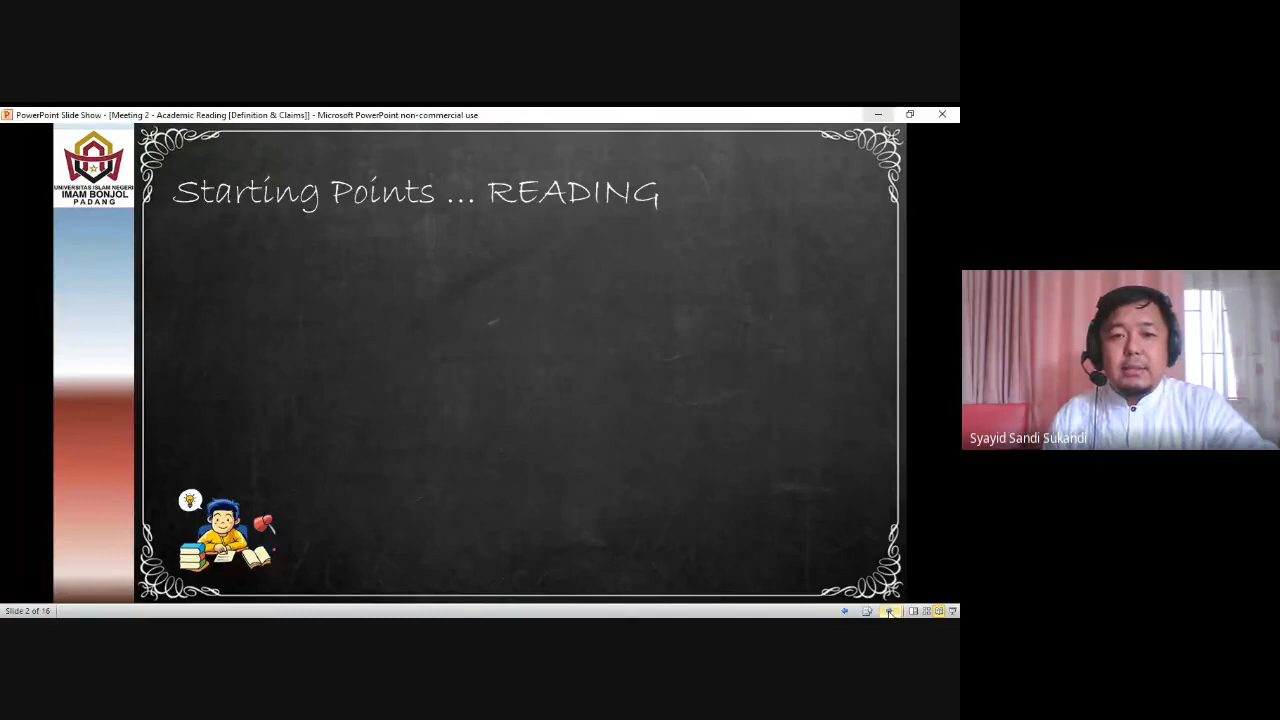 PowerPoint Slide Show - [Meeting 2 - Academic Reading [Definition & Claims]] - Microsoft PowerPoint non-commercial use
UNIVERSITAS ISLAM NEGERI
IMAM BONJOL
PADANG
Starting Points ... READING
Syayid Sandi Sukandi
Slide 2 of 16